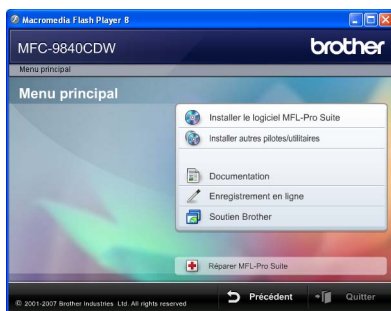 Macromedia Flash Player 8
MFC-9840CDW
brother
Menu principal
Menu principal
Installer le logiciel MFL-Pro Suite
Installer autres pilotes/utilitaires
Documentation
Enregistrement en ligne
Soutien Brother
Réparer MFL-Pro Suite
© 2001-2007 Brother Industries Ltd. All rights reserved
Précédent
Quitter